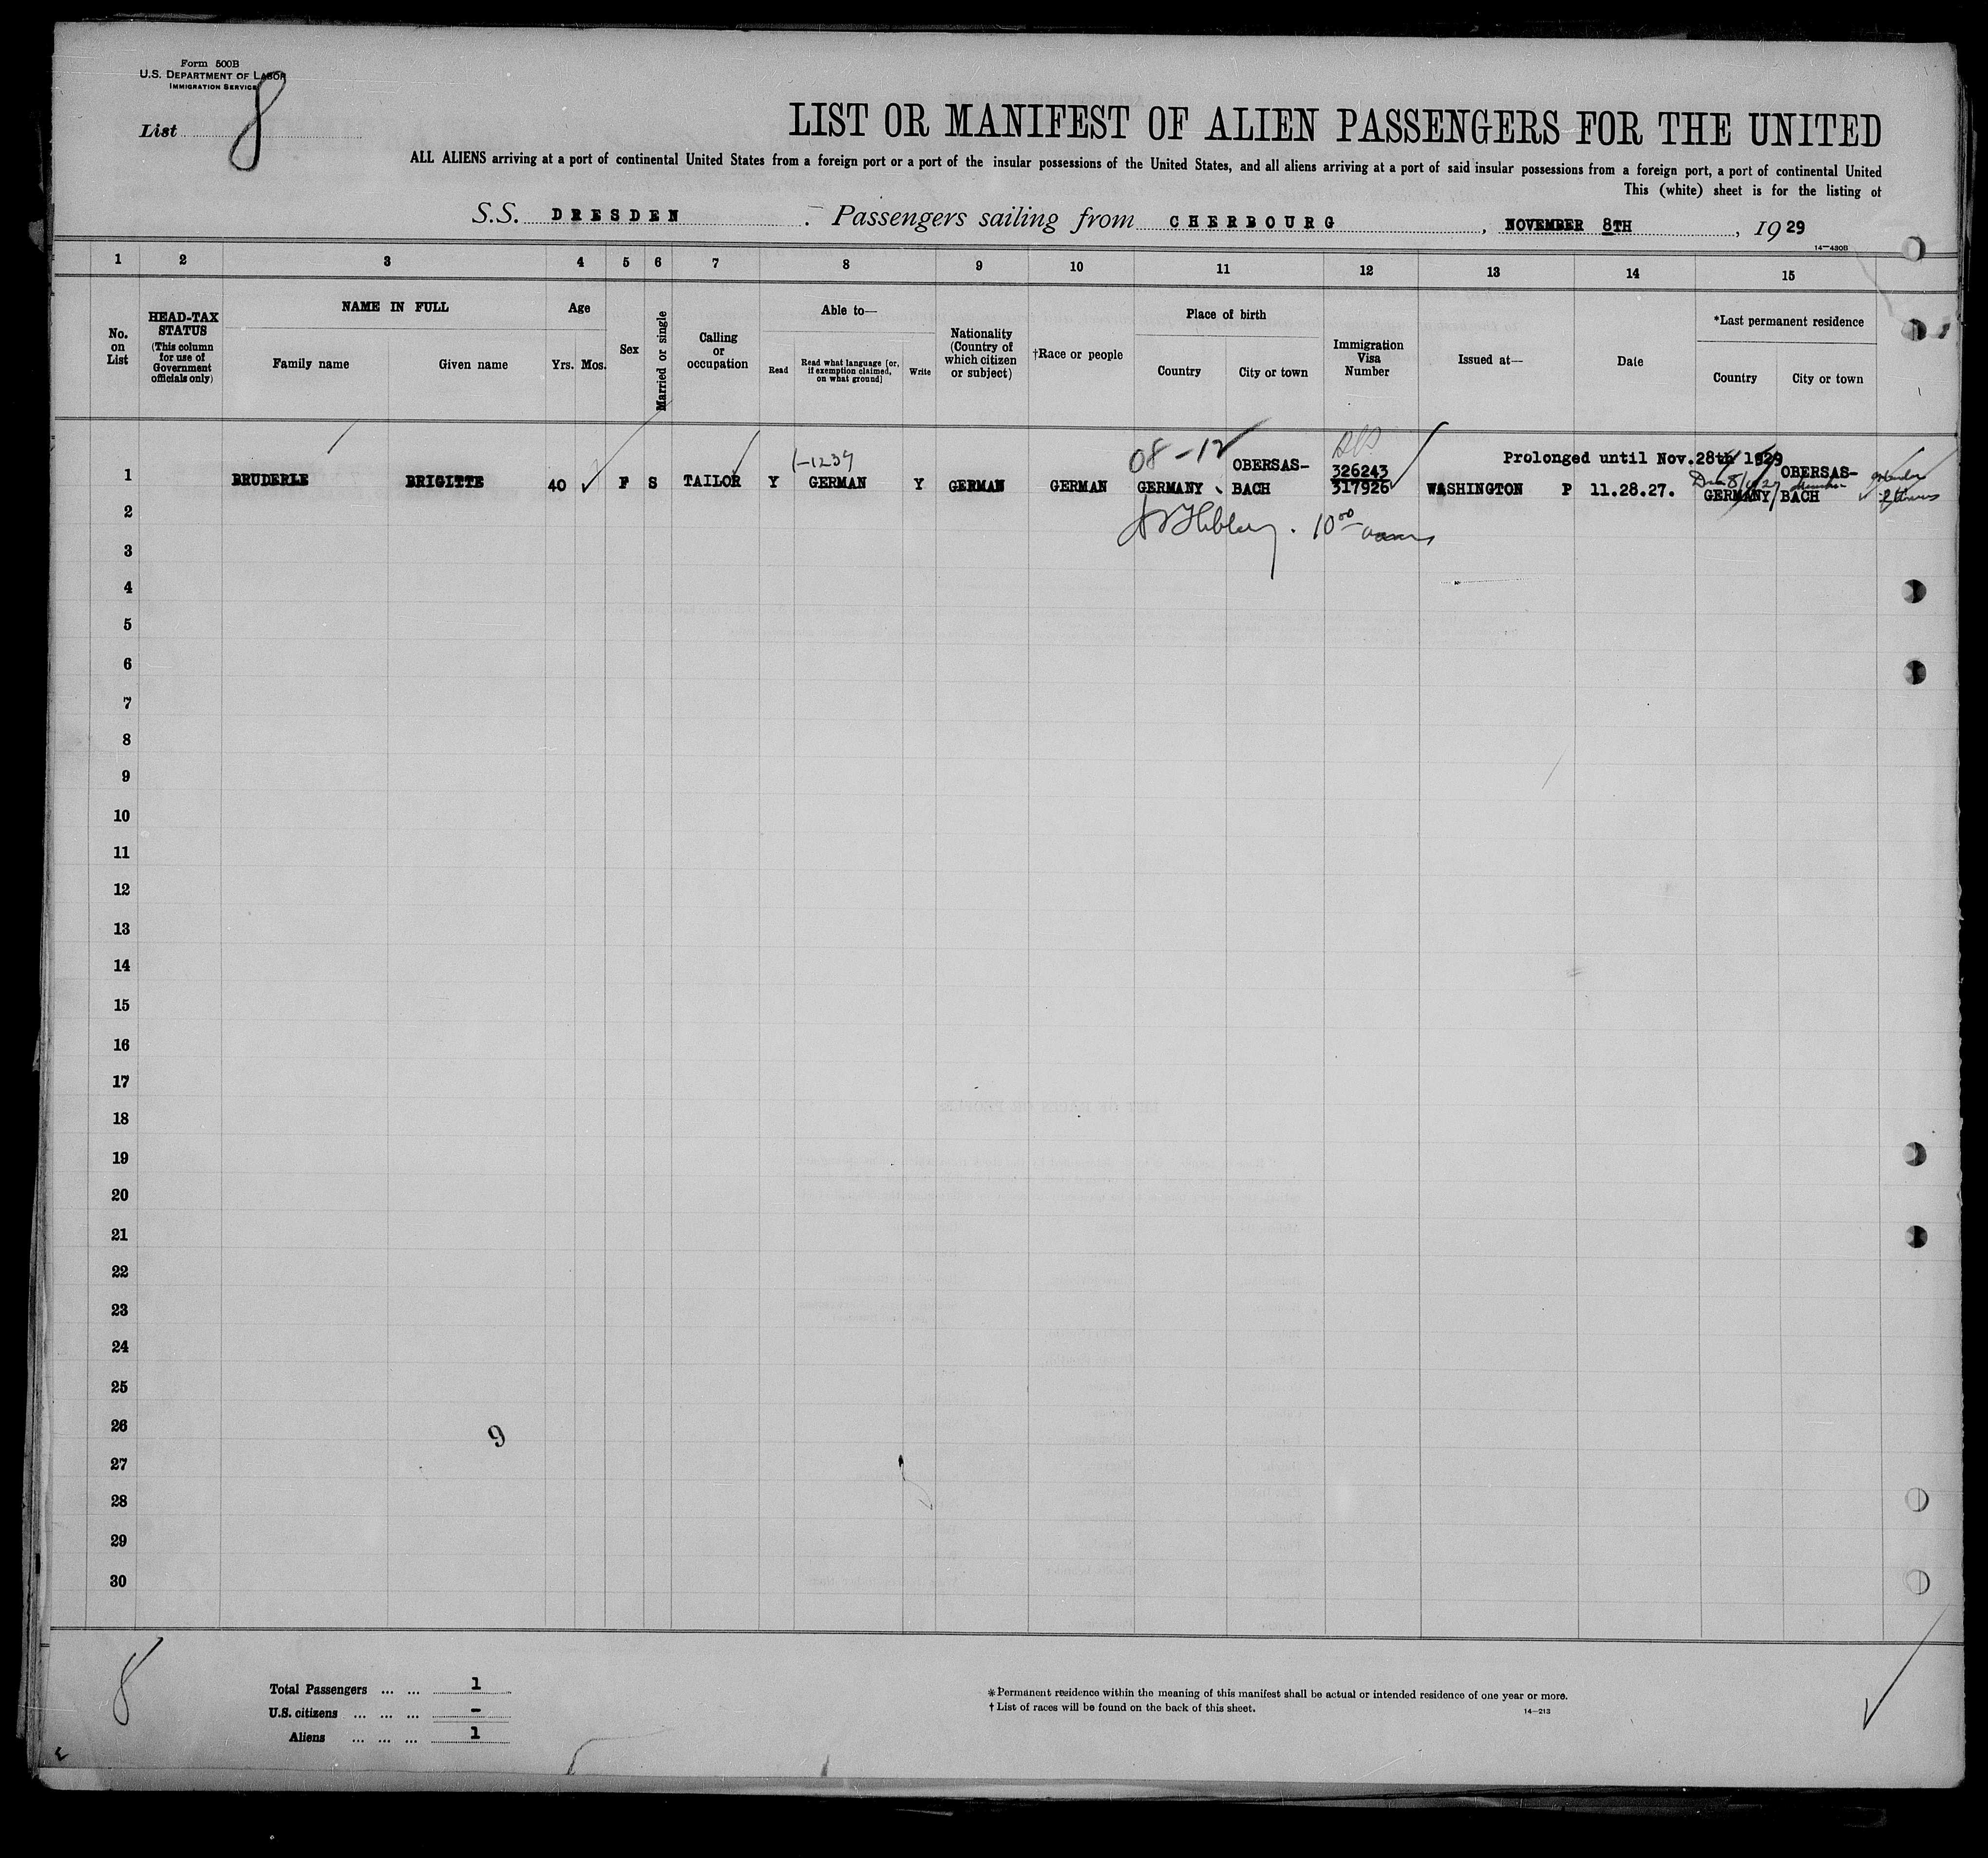 Form 500B
U.S. DEPARTMENT OF LABOR
IMMIGRATION SERVICE
List 8
LIST OR MANIFEST OF ALIEN PASSENGERS FOR THE UNITED
ALL ALIENS arriving at a port of continental United States from a foreign port or a port of the insular possessions of the United States, and all aliens arriving at a port of said insular possessions from a foreign port, a port of continental United
This (white) sheet is for the listing of
S.S. DRESDEN . Passengers sailing from CHERBOURG , NOVEMBER 8TH , 19 29
14—430B
1 2 3 4 5 6 7 8 9 10 11 12 13 14 15
No. on List
HEAD-TAX STATUS (This column for use of Government officials only)
NAME IN FULL
Family name Given name
Age
Yrs. Mos.
Sex
Married or single
Calling or occupation
Able to—
Read
Read what language [or, if exemption claimed, on what ground]
Write
Nationality (Country of which citizen or subject)
†Race or people
Place of birth
Country City or town
Immigration Visa Number
Issued at—
Date
*Last permanent residence
Country City or town
08-12
1-1234
Prolonged until Nov.28th 1929
OBERSAS- 326243 OBERSAS-
1 BRUDERLE BRIGITTE 40 F S TAILOR Y GERMAN Y GERMAN GERMAN GERMANY BACH 317926 WASHINGTON P 11.28.27. GERMANY BACH
10 00
2
3
4
5
6
7
8
9
10
11
12
13
14
15
16
17
18
19
20
21
22
23
24
25
26
9
27
28
29
30
8
Total Passengers ... ... 1
U.S. citizens ... ... ... -
Aliens ... ... ... 1
*Permanent residence within the meaning of this manifest shall be actual or intended residence of one year or more.
†List of races will be found on the back of this sheet.
14—213